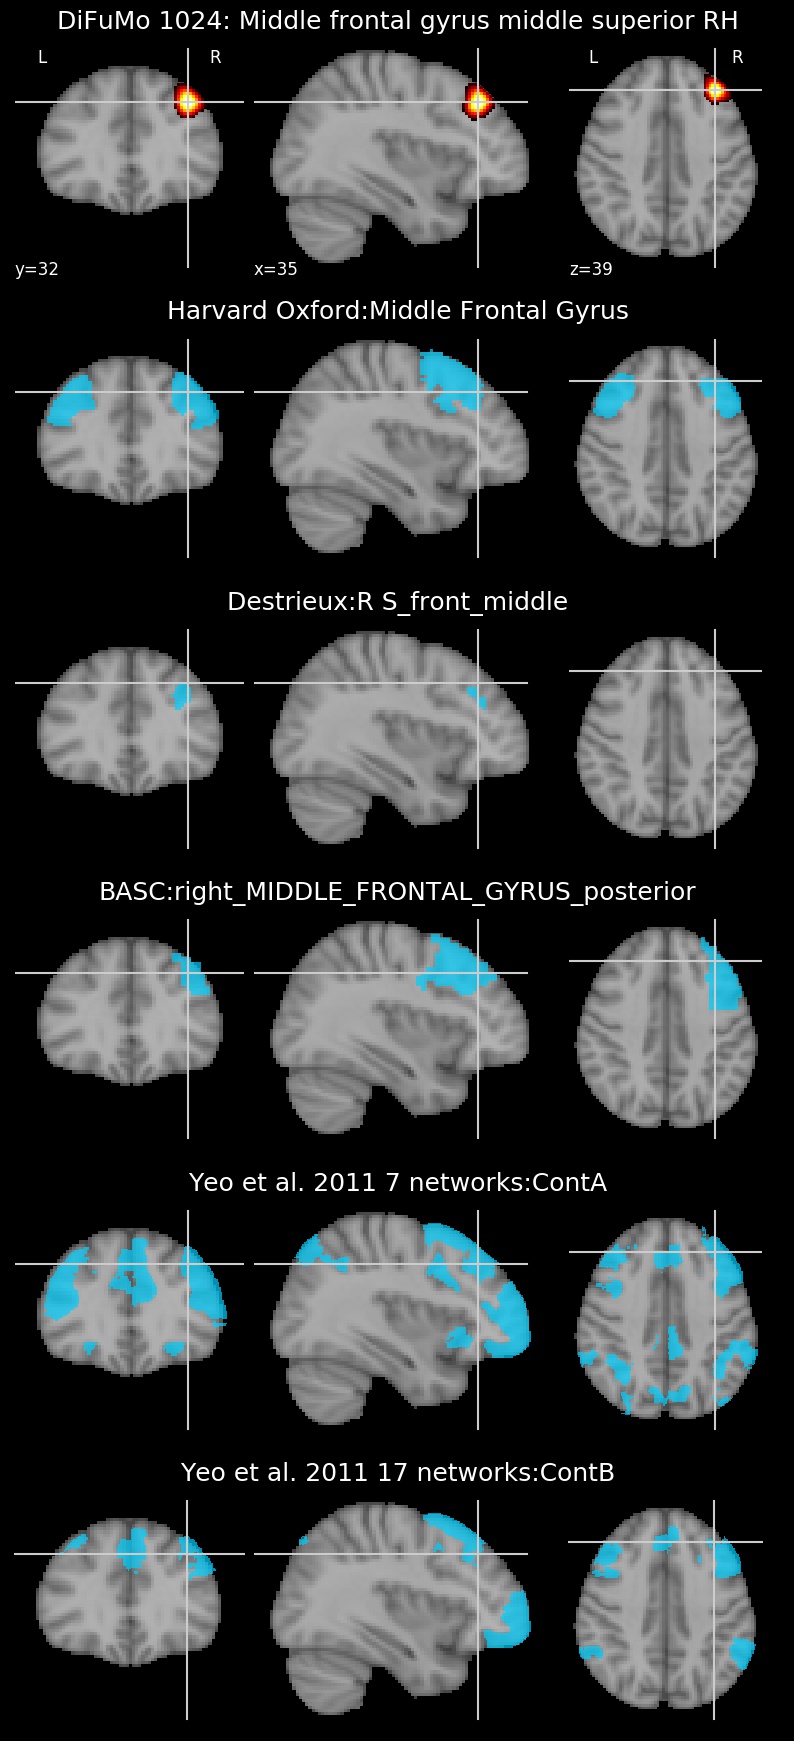 DiFuMo 1024: Middle frontal gyrus middle superior RH
L R L R
y=32 x=35 z=39
Harvard Oxford:Middle Frontal Gyrus
Destrieux:R S_front_middle
BASC:right_MIDDLE_FRONTAL_GYRUS_posterior
Yeo et al. 2011 7 networks:ContA
Yeo et al. 2011 17 networks:ContB